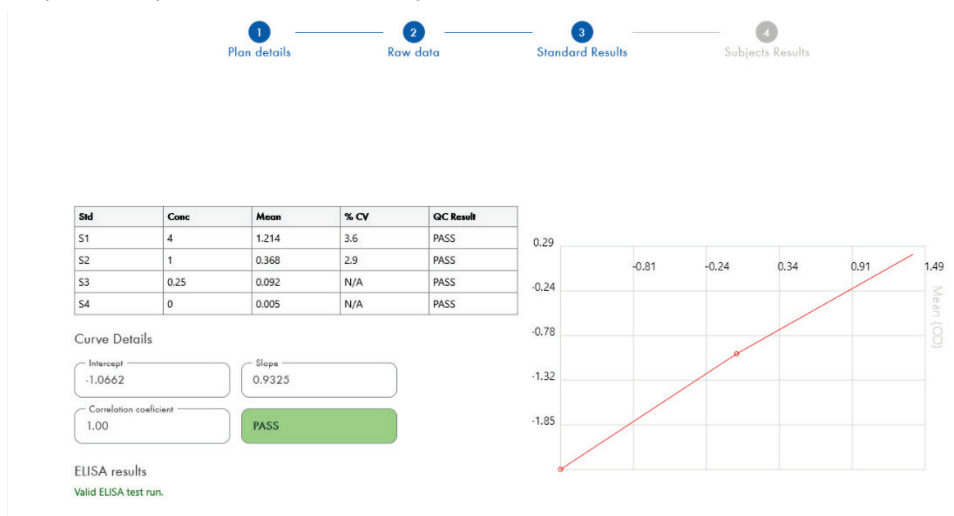 1 2 3 4
Plan details Raw data Standard Results Subjects Results
Std Conc Mean % CV QC Result
S1 4 1.214 3.6 PASS
S2 1 0.368 2.9 PASS
S3 0.25 0.092 N/A PASS
S4 0 0.005 N/A PASS
Curve Details
Intercept Slope
-1.0662 0.9325
Correlation coeficient
1.00 PASS
ELISA results
Valid ELISA test run.
0.29
-0.81 -0.24 0.34 0.91 1.49
-0.24
-0.78
-1.32
-1.85
Mean (OD)